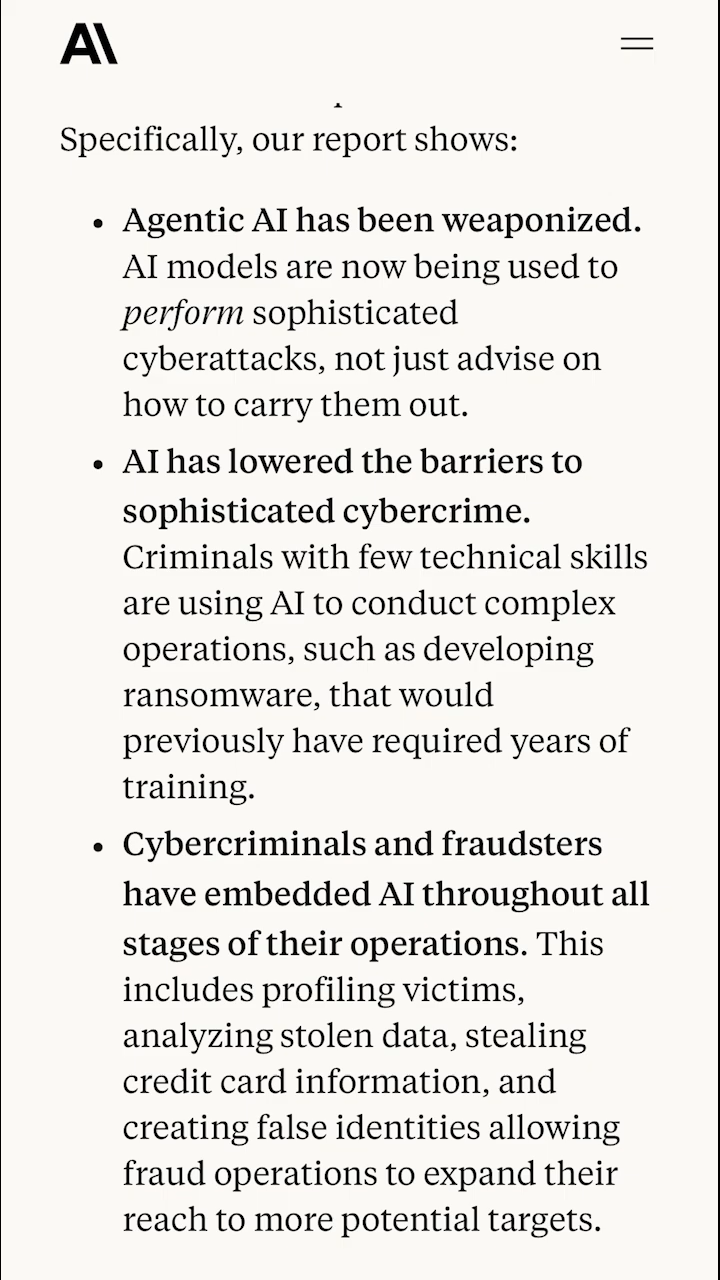 A\
Specifically, our report shows:
• Agentic AI has been weaponized.
AI models are now being used to
perform sophisticated
cyberattacks, not just advise on
how to carry them out.
• AI has lowered the barriers to
sophisticated cybercrime.
Criminals with few technical skills
are using AI to conduct complex
operations, such as developing
ransomware, that would
previously have required years of
training.
• Cybercriminals and fraudsters
have embedded AI throughout all
stages of their operations. This
includes profiling victims,
analyzing stolen data, stealing
credit card information, and
creating false identities allowing
fraud operations to expand their
reach to more potential targets.